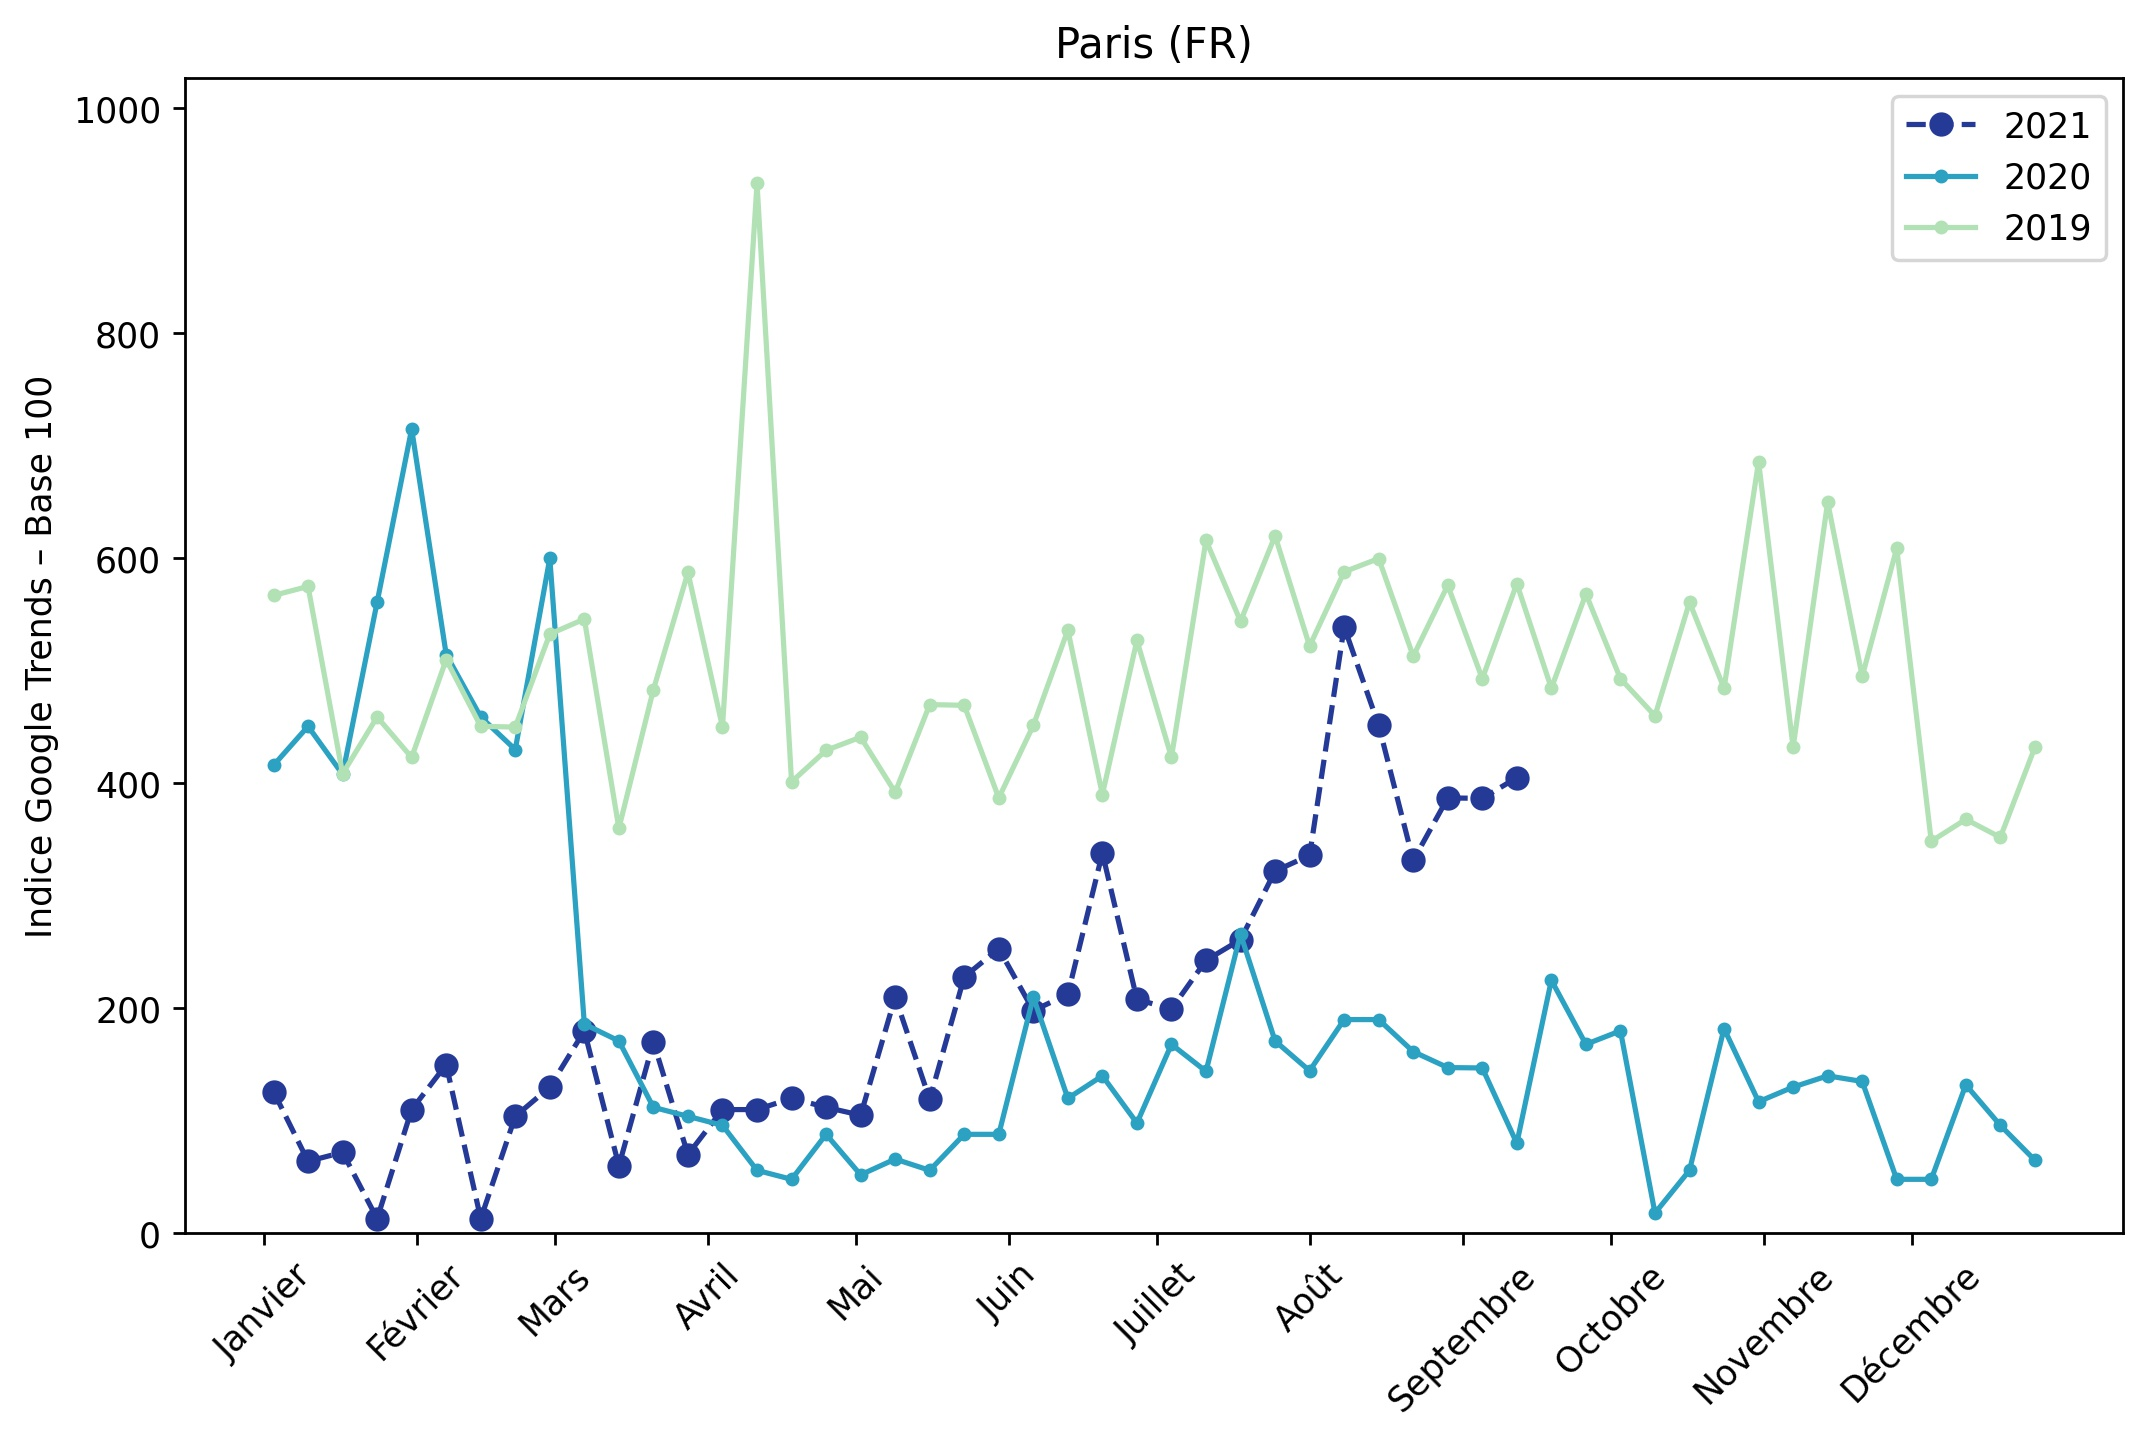 Paris (FR)
Indice Google Trends – Base 100
1000
800
600
400
200
0
2021
2020
2019
Janvier
Février
Mars
Avril
Mai
Juin
Juillet
Août
Septembre
Octobre
Novembre
Décembre